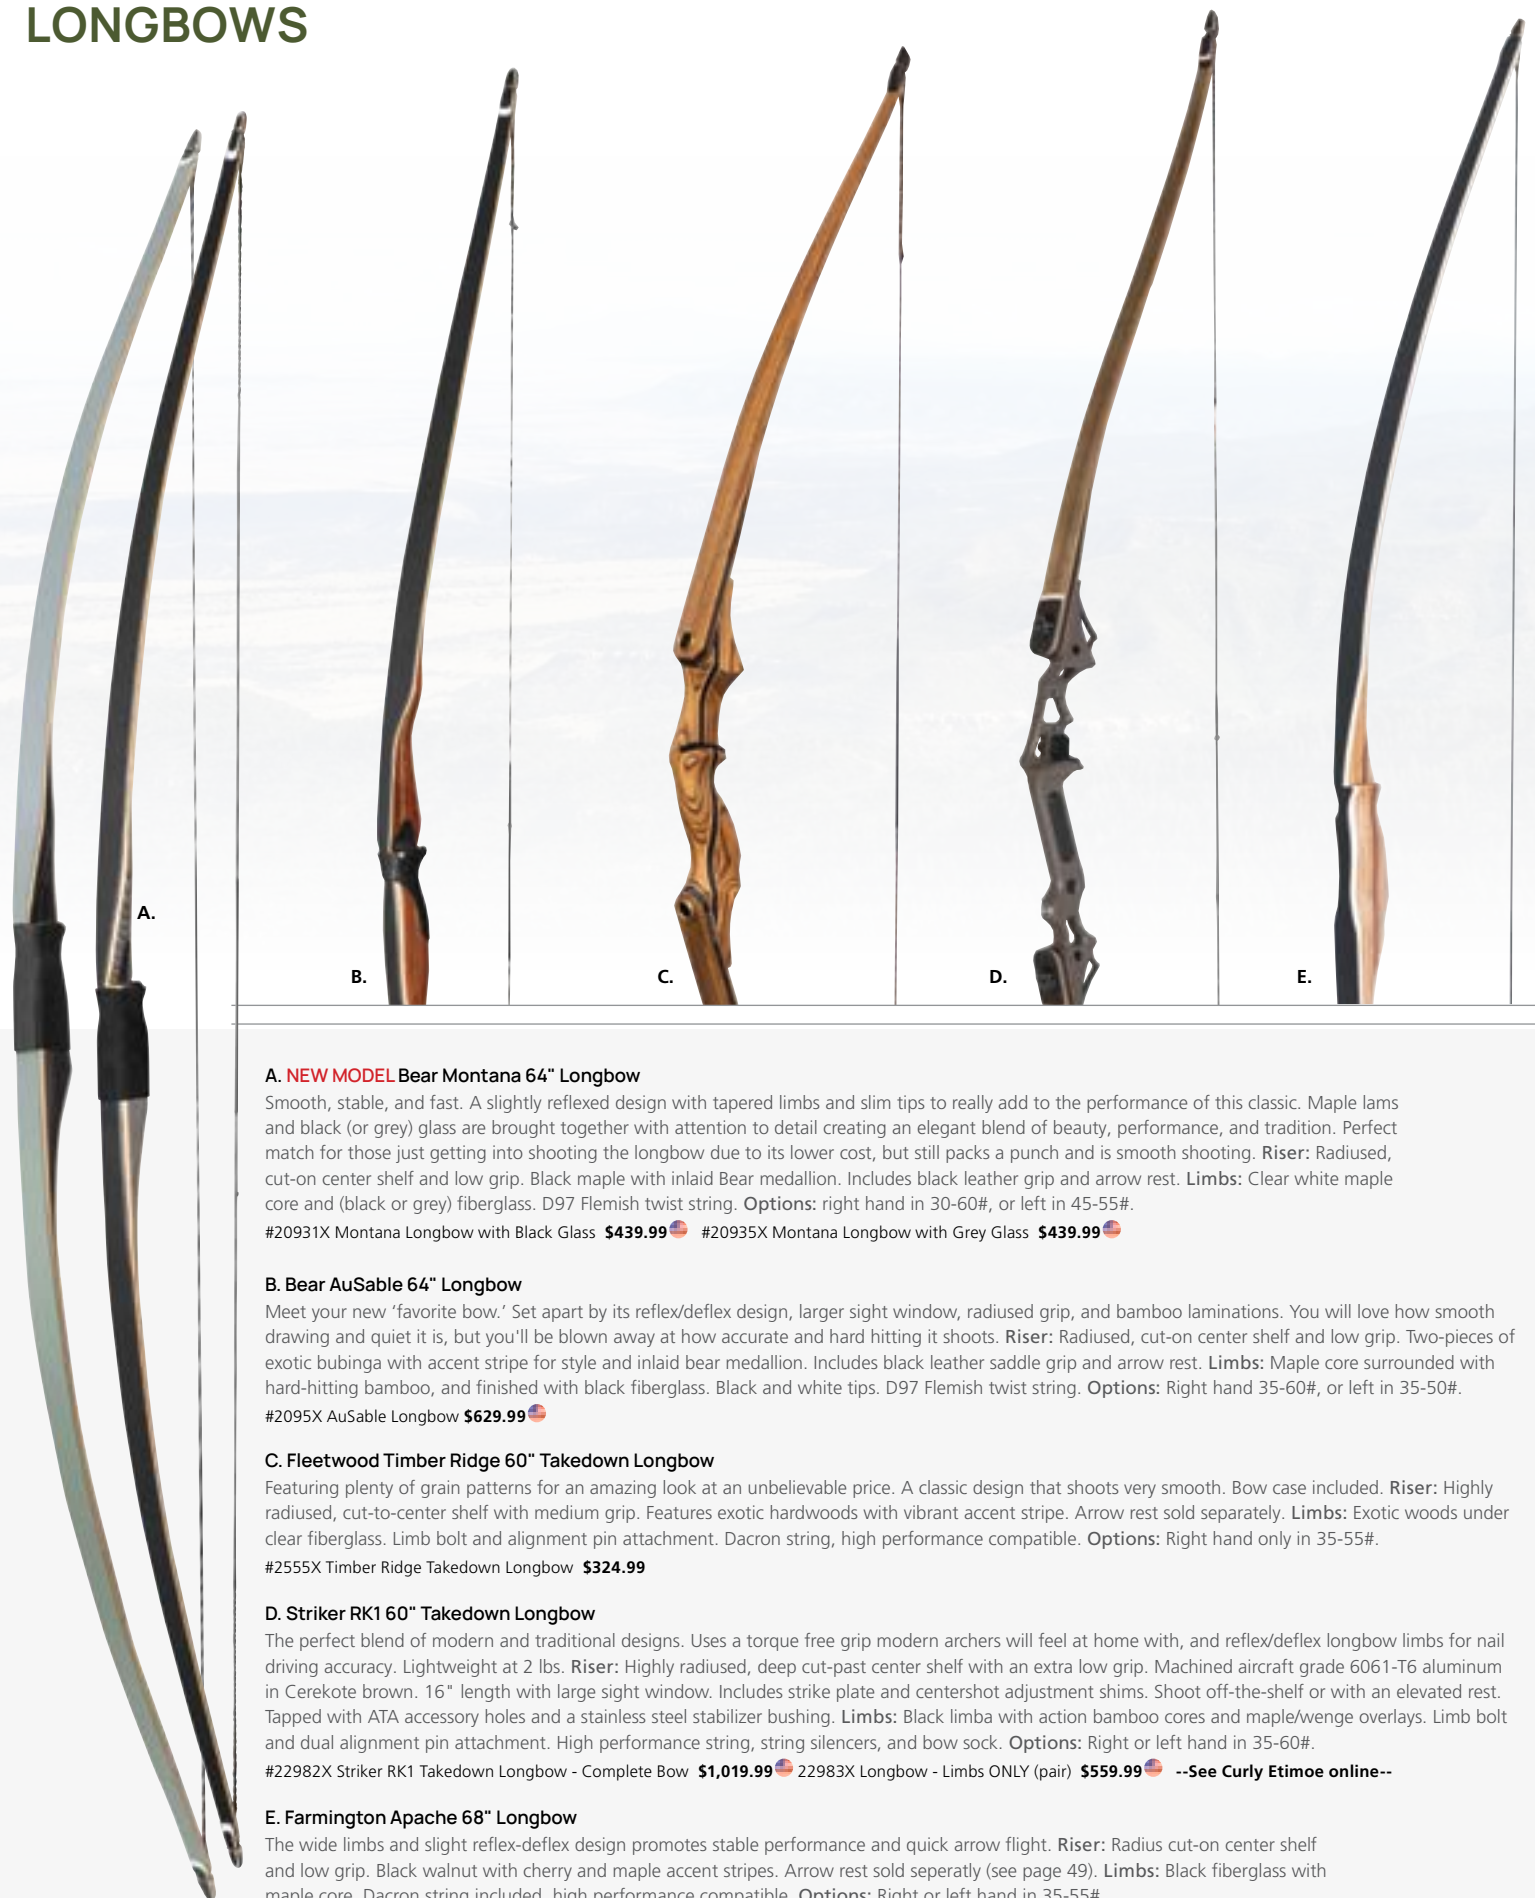 LONGBOWS
A.
B.
C.
D.
E.
A. NEW MODEL Bear Montana 64" Longbow
Smooth, stable, and fast. A slightly reflexed design with tapered limbs and slim tips to really add to the performance of this classic. Maple lams
and black (or grey) glass are brought together with attention to detail creating an elegant blend of beauty, performance, and tradition. Perfect
match for those just getting into shooting the longbow due to its lower cost, but still packs a punch and is smooth shooting. Riser: Radiused,
cut-on center shelf and low grip. Black maple with inlaid Bear medallion. Includes black leather grip and arrow rest. Limbs: Clear white maple
core and (black or grey) fiberglass. D97 Flemish twist string. Options: right hand in 30-60#, or left in 45-55#.
#20931X Montana Longbow with Black Glass $439.99 #20935X Montana Longbow with Grey Glass $439.99
B. Bear AuSable 64" Longbow
Meet your new ‘favorite bow.’ Set apart by its reflex/deflex design, larger sight window, radiused grip, and bamboo laminations. You will love how smooth
drawing and quiet it is, but you'll be blown away at how accurate and hard hitting it shoots. Riser: Radiused, cut-on center shelf and low grip. Two-pieces of
exotic bubinga with accent stripe for style and inlaid bear medallion. Includes black leather saddle grip and arrow rest. Limbs: Maple core surrounded with
hard-hitting bamboo, and finished with black fiberglass. Black and white tips. D97 Flemish twist string. Options: Right hand 35-60#, or left in 35-50#.
#2095X AuSable Longbow $629.99
C. Fleetwood Timber Ridge 60" Takedown Longbow
Featuring plenty of grain patterns for an amazing look at an unbelievable price. A classic design that shoots very smooth. Bow case included. Riser: Highly
radiused, cut-to-center shelf with medium grip. Features exotic hardwoods with vibrant accent stripe. Arrow rest sold separately. Limbs: Exotic woods under
clear fiberglass. Limb bolt and alignment pin attachment. Dacron string, high performance compatible. Options: Right hand only in 35-55#.
#2555X Timber Ridge Takedown Longbow $324.99
D. Striker RK1 60" Takedown Longbow
The perfect blend of modern and traditional designs. Uses a torque free grip modern archers will feel at home with, and reflex/deflex longbow limbs for nail
driving accuracy. Lightweight at 2 lbs. Riser: Highly radiused, deep cut-past center shelf with an extra low grip. Machined aircraft grade 6061-T6 aluminum
in Cerekote brown. 16" length with large sight window. Includes strike plate and centershot adjustment shims. Shoot off-the-shelf or with an elevated rest.
Tapped with ATA accessory holes and a stainless steel stabilizer bushing. Limbs: Black limba with action bamboo cores and maple/wenge overlays. Limb bolt
and dual alignment pin attachment. High performance string, string silencers, and bow sock. Options: Right or left hand in 35-60#.
#22982X Striker RK1 Takedown Longbow - Complete Bow $1,019.99 22983X Longbow - Limbs ONLY (pair) $559.99 --See Curly Etimoe online--
E. Farmington Apache 68" Longbow
The wide limbs and slight reflex-deflex design promotes stable performance and quick arrow flight. Riser: Radius cut-on center shelf
and low grip. Black walnut with cherry and maple accent stripes. Arrow rest sold seperatly (see page 49). Limbs: Black fiberglass with
maple core. Dacron string included, high performance compatible. Options: Right or left hand in 35-55#.